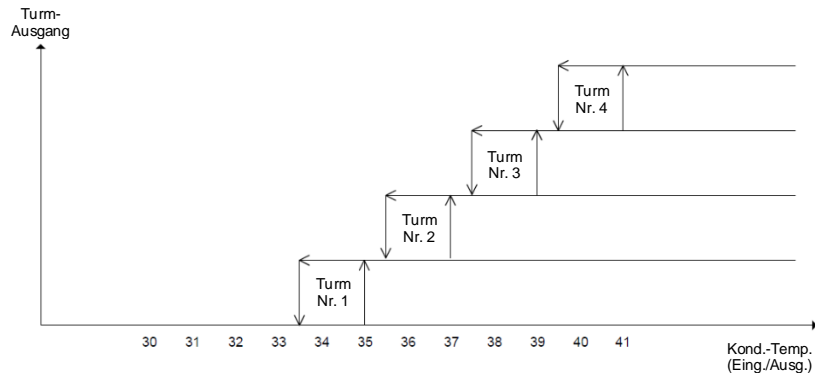 Turm-
Ausgang
Turm
Nr. 4
Turm
Nr. 3
Turm
Nr. 2
Turm
Nr. 1
30 31 32 33 34 35 36 37 38 39 40 41
Kond.-Temp.
(Eing./Ausg.)